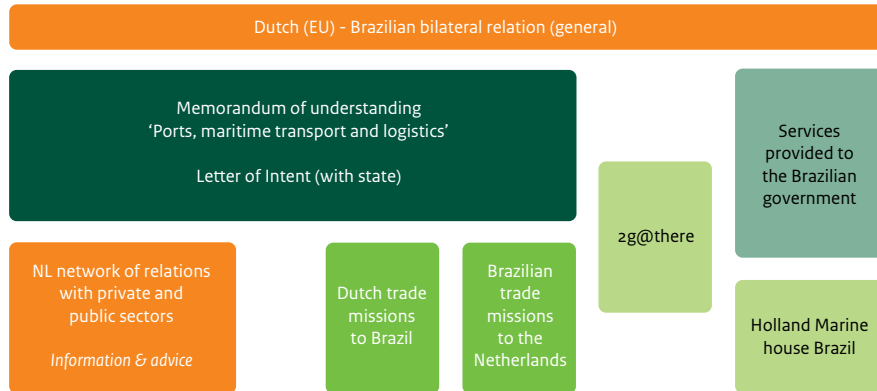 Dutch (EU) - Brazilian bilateral relation (general)
Memorandum of understanding
‘Ports, maritime transport and logistics’
Letter of Intent (with state)
Services
provided to
the Brazilian
government
2g@there
NL network of relations
with private and
public sectors
Information & advice
Dutch trade
missions
to Brazil
Brazilian
trade
missions
to the
Netherlands
Holland Marine
house Brazil